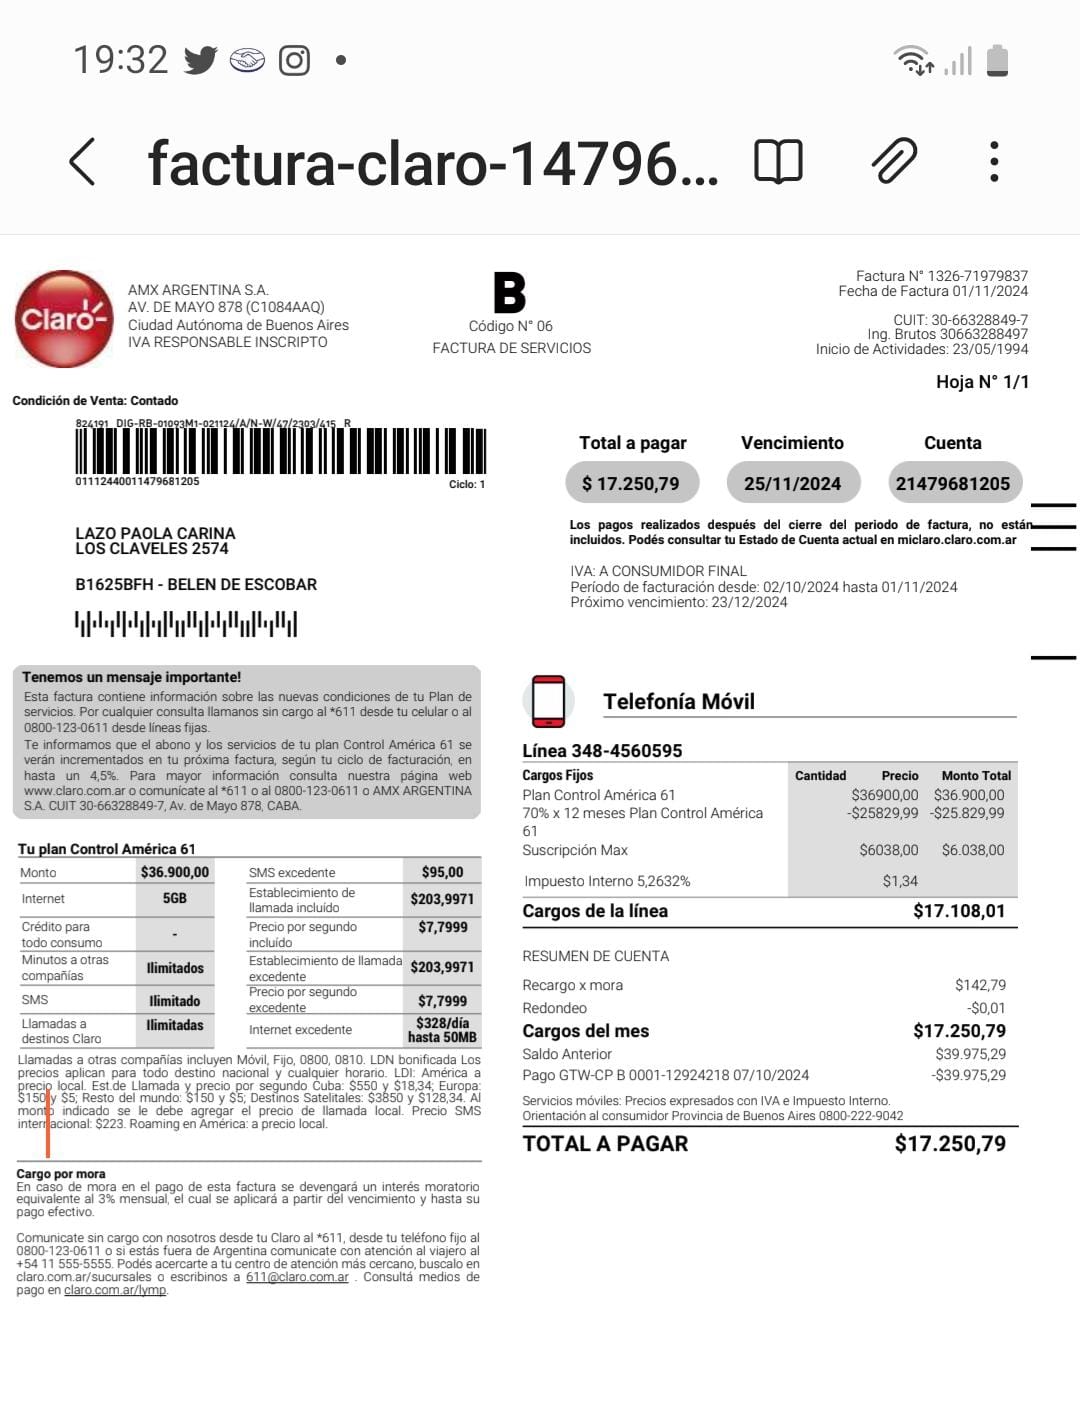 19:32
factura-claro-14796...
Claro
AMX ARGENTINA S.A.
AV. DE MAYO 878 (C1084AAQ)
Ciudad Autónoma de Buenos Aires
IVA RESPONSABLE INSCRIPTO
B
Código N° 06
FACTURA DE SERVICIOS
Factura N° 1326-71979837
Fecha de Factura 01/11/2024
CUIT: 30-66328849-7
Ing. Brutos 30663288497
Inicio de Actividades: 23/05/1994
Hoja N° 1/1
Condición de Venta: Contado
824191 DIG-RB-01093M1-021124/A/N-W/47/2303/415 R
01112440011479681205
Ciclo: 1
Total a pagar Vencimiento Cuenta
$ 17.250,79 25/11/2024 21479681205
Los pagos realizados después del cierre del periodo de factura, no están
incluidos. Podés consultar tu Estado de Cuenta actual en miclaro.claro.com.ar
LAZO PAOLA CARINA
LOS CLAVELES 2574
B1625BFH - BELEN DE ESCOBAR
IVA: A CONSUMIDOR FINAL
Período de facturación desde: 02/10/2024 hasta 01/11/2024
Próximo vencimiento: 23/12/2024
Tenemos un mensaje importante!
Esta factura contiene información sobre las nuevas condiciones de tu Plan de
servicios. Por cualquier consulta llamanos sin cargo al *611 desde tu celular o al
0800-123-0611 desde líneas fijas.
Te informamos que el abono y los servicios de tu plan Control América 61 se
verán incrementados en tu próxima factura, según tu ciclo de facturación, en
hasta un 4,5%. Para mayor información consulta nuestra página web
www.claro.com.ar o comunícate al *611 o al 0800-123-0611 o AMX ARGENTINA
S.A. CUIT 30-66328849-7, Av. de Mayo 878, CABA.
Tu plan Control América 61
Monto $36.900,00 SMS excedente $95,00
Internet 5GB Establecimiento de
llamada incluído $203,9971
Crédito para
todo consumo - Precio por segundo
incluído $7,7999
Minutos a otras
compañías Ilimitados Establecimiento de llamada
excedente $203,9971
SMS Ilimitado Precio por segundo
excedente $7,7999
Llamadas a
destinos Claro Ilimitadas Internet excedente $328/día
hasta 50MB
Llamadas a otras compañías incluyen Móvil, Fijo, 0800, 0810. LDN bonificada Los
precios aplican para todo destino nacional y cualquier horario. LDI: América a
precio local. Est.de Llamada y precio por segundo Cuba: $550 y $18,34; Europa:
$150 y $5; Resto del mundo: $150 y $5; Destinos Satelitales: $3850 y $128,34. Al
monto indicado se le debe agregar el precio de llamada local. Precio SMS
internacional: $223. Roaming en América: a precio local.
Cargo por mora
En caso de mora en el pago de esta factura se devengará un interés moratorio
equivalente al 3% mensual, el cual se aplicará a partir del vencimiento y hasta su
pago efectivo.
Comunicate sin cargo con nosotros desde tu Claro al *611, desde tu teléfono fijo al
0800-123-0611 o si estás fuera de Argentina comunicate con atención al viajero al
+54 11 555-5555. Podés acercarte a tu centro de atención más cercano, buscalo en
claro.com.ar/sucursales o escribinos a 611@claro.com.ar . Consultá medios de
pago en claro.com.ar/lymp.
Telefonía Móvil
Línea 348-4560595
Cargos Fijos Cantidad Precio Monto Total
Plan Control América 61 $36900,00 $36.900,00
70% x 12 meses Plan Control América -$25829,99 -$25.829,99
61
Suscripción Max $6038,00 $6.038,00
Impuesto Interno 5,2632% $1,34
Cargos de la línea $17.108,01
RESUMEN DE CUENTA
Recargo x mora $142,79
Redondeo -$0,01
Cargos del mes $17.250,79
Saldo Anterior $39.975,29
Pago GTW-CP B 0001-12924218 07/10/2024 -$39.975,29
Servicios móviles: Precios expresados con IVA e Impuesto Interno.
Orientación al consumidor Provincia de Buenos Aires 0800-222-9042
TOTAL A PAGAR $17.250,79